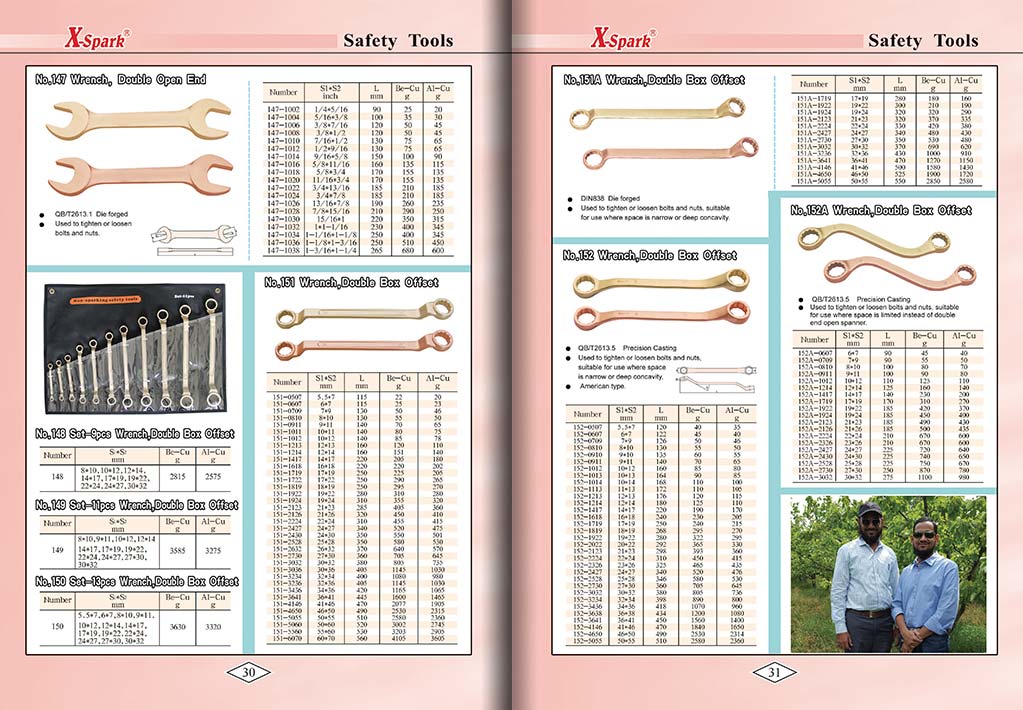 X-Spark®
Safety Tools
No.147 Wrench, Double Open End
QB/T2613.1 Die forged
Used to tighten or loosen
bolts and nuts.
Number S1*S2 inch L mm Be-Cu g Al-Cu g
147-1002 1/4*5/16 90 25 20
147-1004 5/16*3/8 100 35 30
147-1006 3/8*7/16 120 50 45
147-1008 3/8*1/2 120 50 45
147-1010 7/16*1/2 130 75 65
147-1012 1/2*9/16 130 75 65
147-1014 9/16*5/8 150 100 90
147-1016 5/8*11/16 160 135 115
147-1018 5/8*3/4 170 155 135
147-1020 11/16*3/4 170 155 135
147-1022 3/4*13/16 185 210 185
147-1024 3/4*7/8 185 210 185
147-1026 13/16*7/8 190 260 235
147-1028 7/8*15/16 210 290 250
147-1030 15/16*1 220 350 315
147-1032 1*1-1/16 230 400 345
147-1034 1-1/16*1-1/8 250 400 345
147-1036 1-1/8*1-3/16 250 510 450
147-1038 1-3/16*1-1/4 265 680 600
Non-sparking safety tools
Set-11pcs
No.148 Set-9pcs Wrench,Double Box Offset
Number S*S mm Be-Cu g Al-Cu g
148 8*10,10*12,12*14, 2815 2575
14*17,17*19,19*22,
22*24,24*27,30*32
No.149 Set-11pcs Wrench,Double Box Offset
Number S*S mm Be-Cu g Al-Cu g
149 8*10,9*11,10*12,12*14 3585 3275
14*17,17*19,19*22,
22*24,24*27,27*30,
30*32
No.150 Set-13pcs Wrench,Double Box Offset
Number S*S mm Be-Cu g Al-Cu g
150 5.5*7,6*7,8*10,9*11, 3630 3320
10*12,12*14,14*17,
17*19,19*22,22*24,
24*27,27*30,30*32
No.151 Wrench,Double Box Offset
Number S1*S2 mm L mm Be-Cu g Al-Cu g
151-0507 5.5*7 115 22 20
151-0607 6*7 115 25 23
151-0709 7*9 130 50 46
151-0810 8*10 130 55 50
151-0911 9*11 140 70 65
151-1011 10*11 140 80 75
151-1012 10*12 140 85 78
151-1213 12*13 160 120 110
151-1214 12*14 160 151 140
151-1417 14*17 220 205 180
151-1618 16*18 220 220 202
151-1719 17*19 220 225 205
151-1722 17*22 250 290 265
151-1819 18*19 250 295 270
151-1922 19*22 280 310 280
151-1924 19*24 310 355 320
151-2123 21*23 285 405 360
151-2126 21*26 320 450 410
151-2224 22*24 310 455 415
151-2427 24*27 340 520 475
151-2430 24*30 350 550 501
151-2528 25*28 350 580 530
151-2632 26*32 370 640 570
151-2730 27*30 360 705 645
151-3032 30*32 380 805 735
151-3036 30*36 405 1145 1030
151-3234 32*34 400 1080 980
151-3236 32*36 405 1145 1030
151-3436 34*36 420 1165 1065
151-3641 36*41 445 1600 1465
151-4146 41*46 470 2077 1905
151-4650 46*50 490 2530 2315
151-5055 50*55 510 2580 2360
151-5060 50*60 520 3002 2745
151-5560 55*60 530 3203 2905
151-6070 60*70 560 4105 3605
30
X-Spark®
Safety Tools
No.151A Wrench,Double Box Offset
DIN838 Die forged
Used to tighten or loosen bolts and nuts, suitable
for use where space is narrow or deep concavity.
Number S1*S2 mm L mm Be-Cu g Al-Cu g
151A-1719 17*19 280 180 160
151A-1922 19*22 300 210 190
151A-1924 19*24 320 320 285
151A-2123 21*23 320 370 335
151A-2224 22*24 330 420 380
151A-2427 24*27 340 480 430
151A-2730 27*30 350 530 485
151A-3032 30*32 370 690 620
151A-3236 32*36 430 1000 910
151A-3641 36*41 470 1270 1150
151A-4146 41*46 500 1580 1430
151A-4650 46*50 525 1900 1720
151A-5055 50*55 550 2850 2580
No.152 Wrench,Double Box Offset
QB/T2613.5 Precision Casting
Used to tighten or loosen bolts and nuts,
suitable for use where space
is narrow or deep concavity.
American type.
Number S1*S2 mm L mm Be-Cu g Al-Cu g
152-0507 5.5*7 120 40 35
152-0607 6*7 122 45 40
152-0709 7*9 126 50 46
152-0810 8*10 130 55 50
152-0910 9*10 135 60 55
152-0911 9*11 140 70 65
152-1012 10*12 160 85 80
152-1013 10*13 164 90 85
152-1014 10*14 168 110 100
152-1113 11*13 172 110 105
152-1213 12*13 176 120 115
152-1214 12*14 180 125 110
152-1417 14*17 220 190 170
152-1618 16*18 240 230 205
152-1719 17*19 250 240 215
152-1819 18*19 268 295 270
152-1922 19*22 280 322 295
152-2022 20*22 292 365 330
152-2123 21*23 298 393 360
152-2224 22*24 310 450 415
152-2326 23*26 325 465 435
152-2427 24*27 340 520 476
152-2528 25*28 346 580 530
152-2730 27*30 360 705 645
152-3032 30*32 380 805 736
152-3234 32*34 398 890 800
152-3436 34*36 418 1070 960
152-3638 36*38 434 1200 1080
152-3641 36*41 450 1560 1400
152-4146 41*46 470 1840 1650
152-4650 46*50 490 2530 2314
152-5055 50*55 510 2580 2360
No.152A Wrench,Double Box Offset
QB/T2613.5 Precision Casting
Used to tighten or loosen bolts and nuts, suitable
for use where space is limited instead of double
end open spanner.
Number S1*S2 mm L mm Be-Cu g Al-Cu g
152A-0607 6*7 90 45 40
152A-0709 7*9 90 55 50
152A-0810 8*10 100 80 70
152A-0911 9*11 100 90 80
152A-1012 10*12 110 123 110
152A-1214 12*14 125 160 140
152A-1417 14*17 140 230 200
152A-1719 17*19 170 310 270
152A-1922 19*22 185 420 370
152A-1924 19*24 185 450 400
152A-2123 21*23 185 490 430
152A-2126 21*26 185 500 435
152A-2224 22*24 210 670 600
152A-2326 23*26 210 670 600
152A-2427 24*27 225 720 640
152A-2430 24*30 225 740 650
152A-2528 25*28 225 750 670
152A-2730 27*30 250 870 780
152A-3032 30*32 275 1100 980
31